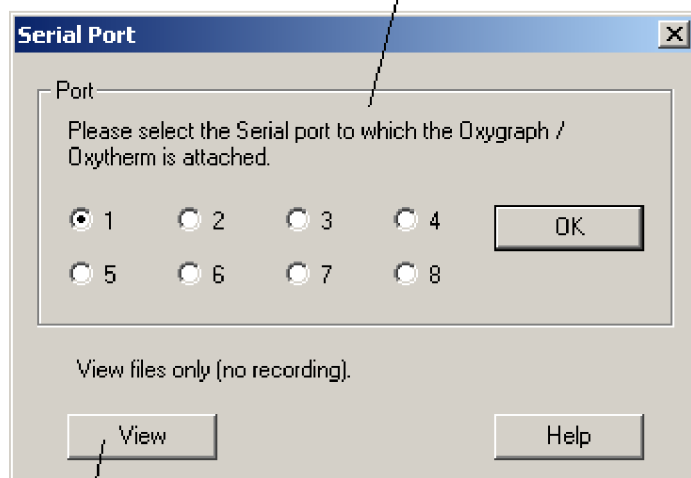 Serial Port
Port
Please select the Serial port to which the Oxygraph /
Oxytherm is attached.
1 2 3 4 OK
5 6 7 8
View files only (no recording).
View Help